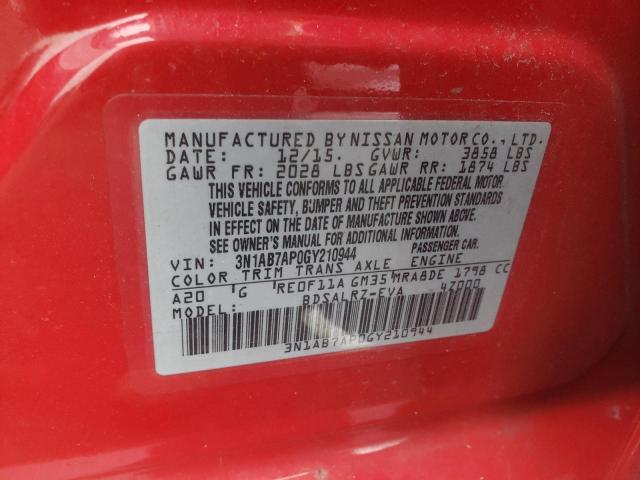 MANUFACTURED BY NISSAN MOTOR CO., LTD.
DATE: 12/15. GVWR: 3858 LBS
GAWR FR: 2028 LBS GAWR RR: 1874 LBS
THIS VEHICLE CONFORMS TO ALL APPLICABLE FEDERAL MOTOR
VEHICLE SAFETY, BUMPER AND THEFT PREVENTION STANDARDS
IN EFFECT ON THE DATE OF MANUFACTURE SHOWN ABOVE.
SEE OWNER'S MANUAL FOR ADDITIONAL INFORMATION.
VIN: 3N1AB7AP0GY210944 PASSENGER CAR.
COLOR TRIM TRANS AXLE ENGINE
A20 'G 'RE0F11A GM35 MRA8DE 1798 CC
MODEL: BDSALRZ-EVA 4Z000
3N1AB7AP0GY210944